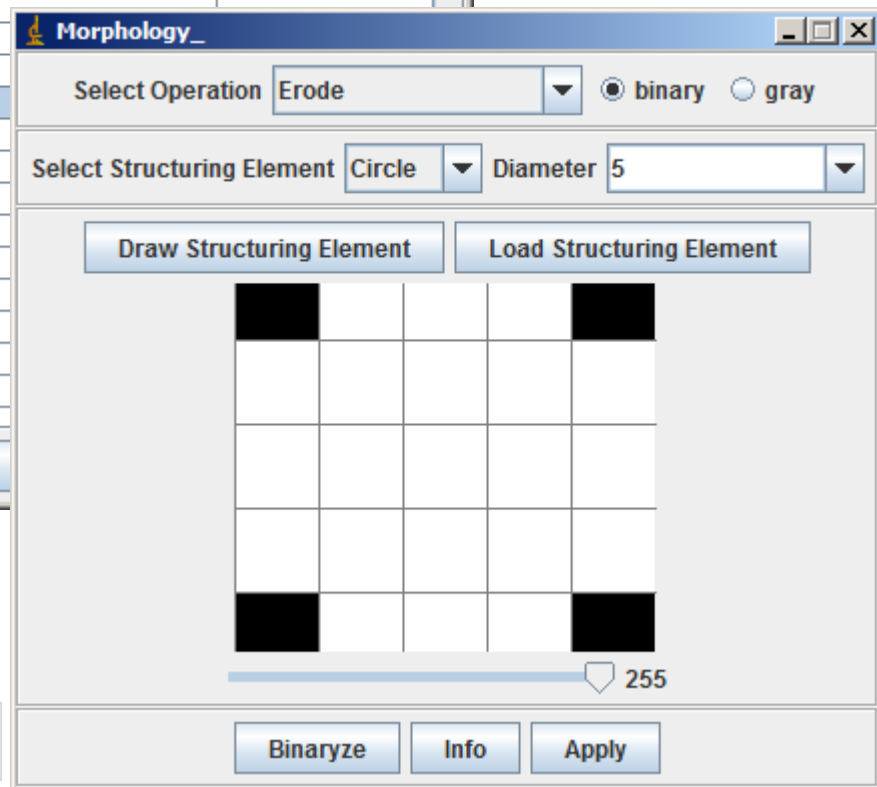 Morphology_
Select Operation Erode binary gray
Select Structuring Element Circle Diameter 5
Draw Structuring Element Load Structuring Element
255
Binaryze Info Apply